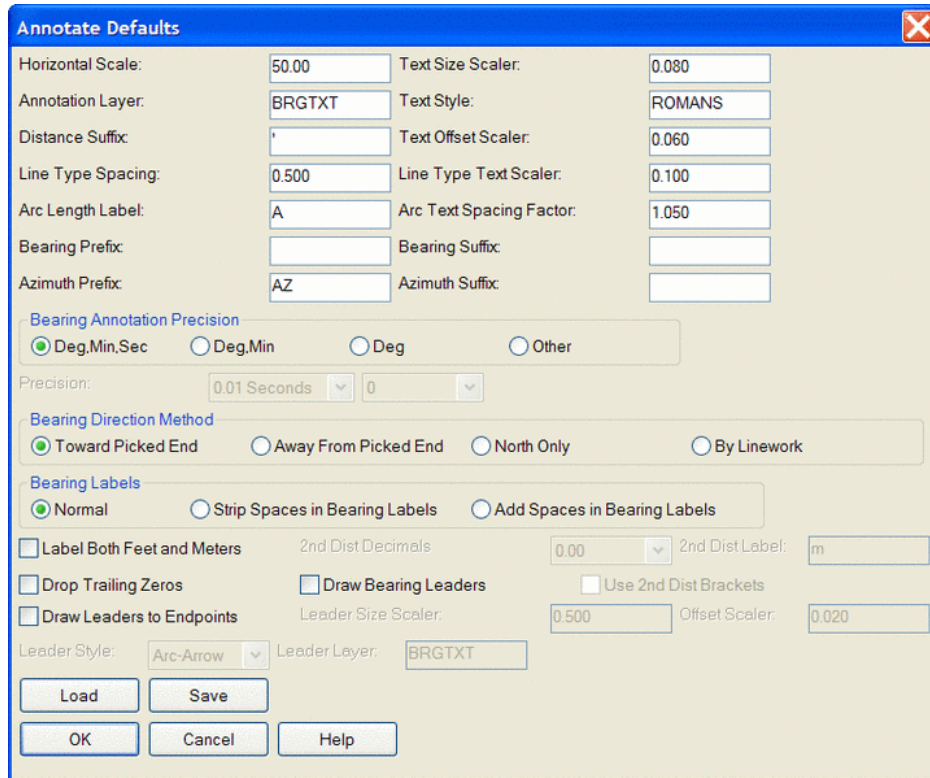 Annotate Defaults
Horizontal Scale: 50.00 Text Size Scaler: 0.080
Annotation Layer: BRGTXT Text Style: ROMANS
Distance Suffix: ' Text Offset Scaler: 0.060
Line Type Spacing: 0.500 Line Type Text Scaler: 0.100
Arc Length Label: A Arc Text Spacing Factor: 1.050
Bearing Prefix: Bearing Suffix:
Azimuth Prefix: AZ Azimuth Suffix:
Bearing Annotation Precision
Deg,Min,Sec Deg,Min Deg Other
Precision: 0.01 Seconds 0
Bearing Direction Method
Toward Picked End Away From Picked End North Only By Linework
Bearing Labels
Normal Strip Spaces in Bearing Labels Add Spaces in Bearing Labels
Label Both Feet and Meters 2nd Dist Decimals 0.00 2nd Dist Label: m
Drop Trailing Zeros Draw Bearing Leaders Use 2nd Dist Brackets
Draw Leaders to Endpoints Leader Size Scaler: 0.500 Offset Scaler: 0.020
Leader Style: Arc-Arrow Leader Layer: BRGTXT
Load Save
OK Cancel Help